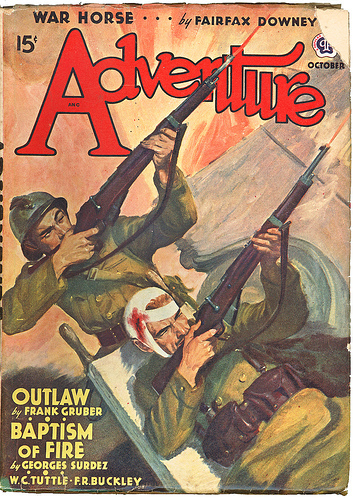 WAR HORSE · · · by FAIRFAX DOWNEY
15¢
OCTOBER
Adventure
OUTLAW
by FRANK GRUBER
BAPTISM
OF FIRE
by GEORGES SURDEZ
W.C. TUTTLE · F.R. BUCKLEY